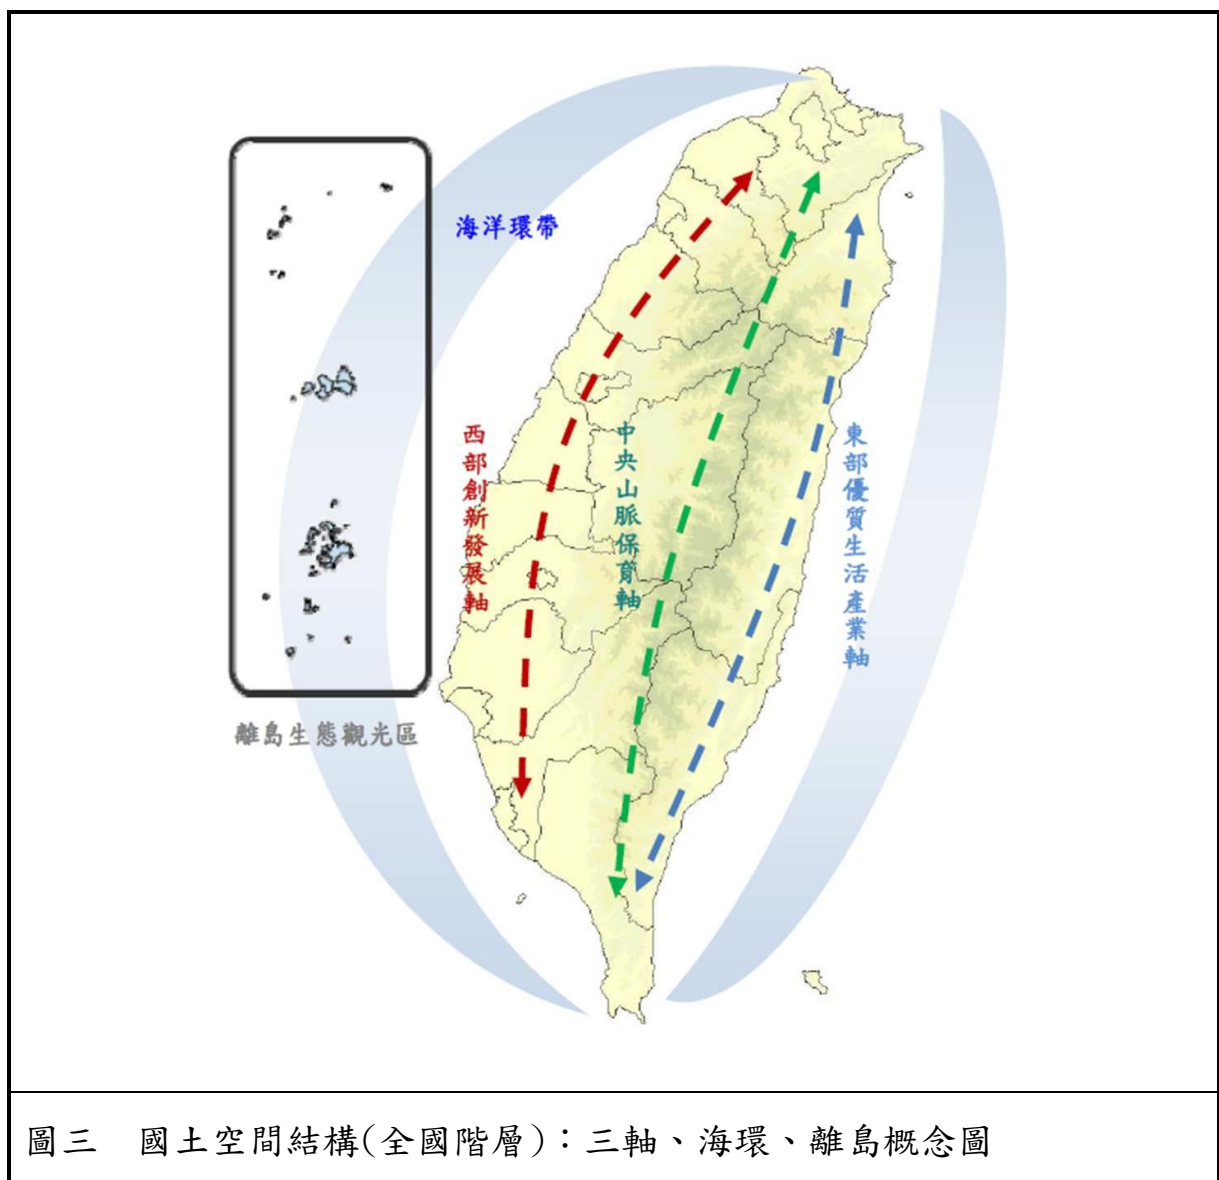 海洋環帶
西部創新發展軸
中央山脈保育軸
東部優質生活產業軸
離島生態觀光區
圖三　國土空間結構(全國階層)：三軸、海環、離島概念圖